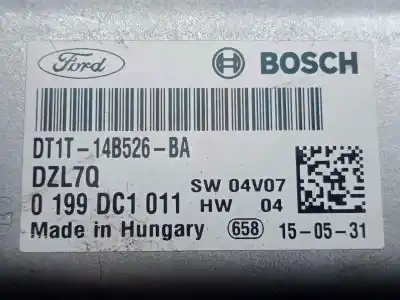 Ford BOSCH
DT1T-14B526-BA
DZL7Q
SW 04V07
0 199 DC1 011 HW 04
Made in Hungary 658 15-05-31